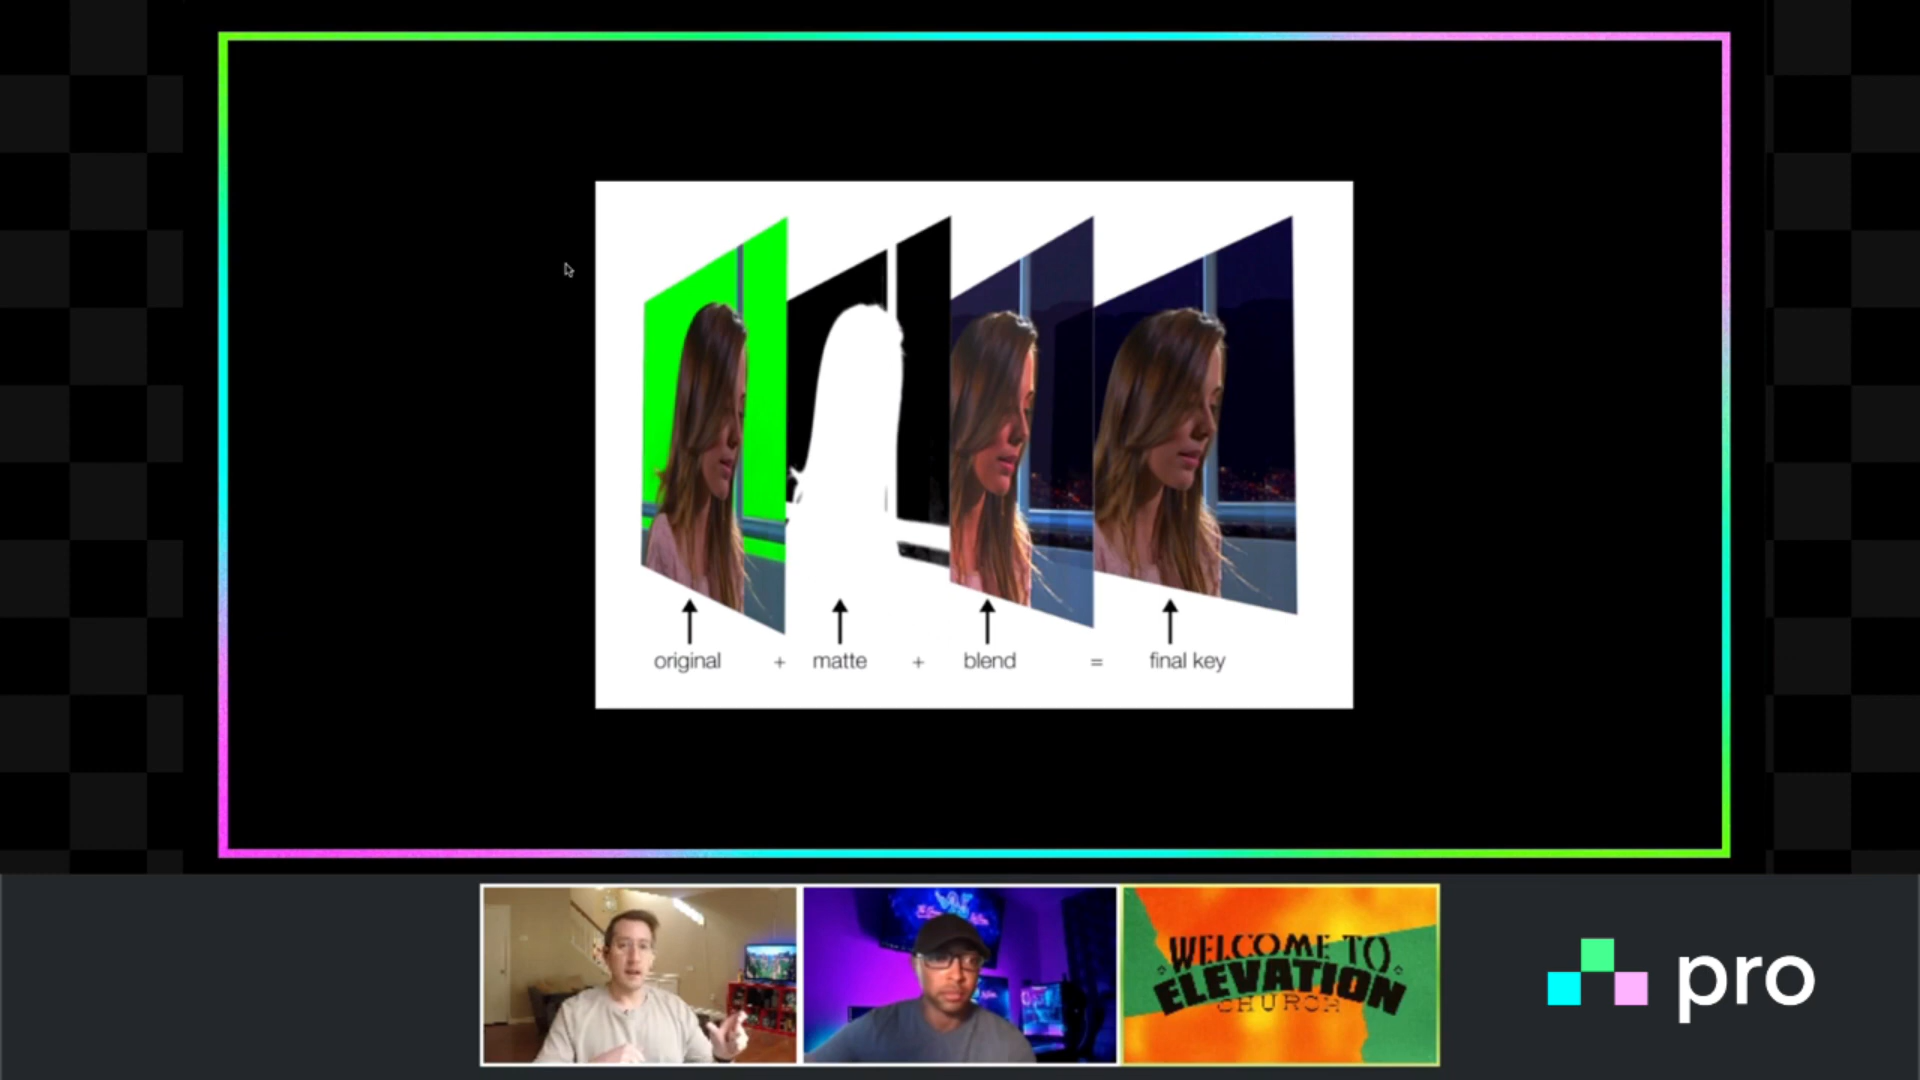 original + matte + blend = final key
WELCOME TO
ELEVATION
CHURCH
pro